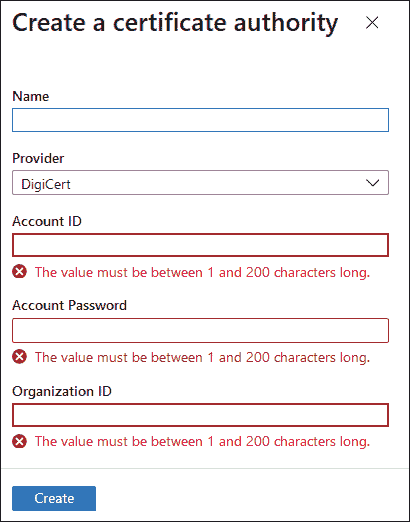 Create a certificate authority
Name
Provider
DigiCert
Account ID
The value must be between 1 and 200 characters long.
Account Password
The value must be between 1 and 200 characters long.
Organization ID
The value must be between 1 and 200 characters long.
Create